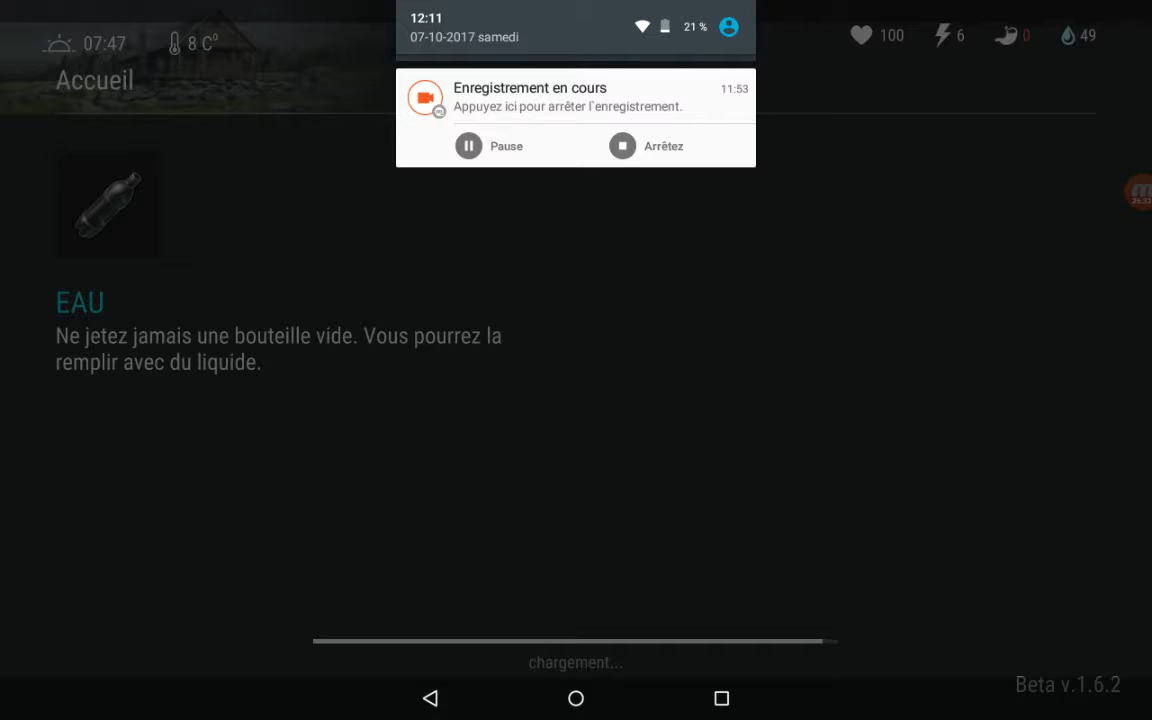 12:11
07-10-2017 samedi
21 %
07:47
8 C°
100
6
0
49
Accueil
Enregistrement en cours
11:53
Appuyez ici pour arrêter l`enregistrement.
Pause
Arrêtez
EAU
Ne jetez jamais une bouteille vide. Vous pourrez la
remplir avec du liquide.
chargement...
Beta v.1.6.2